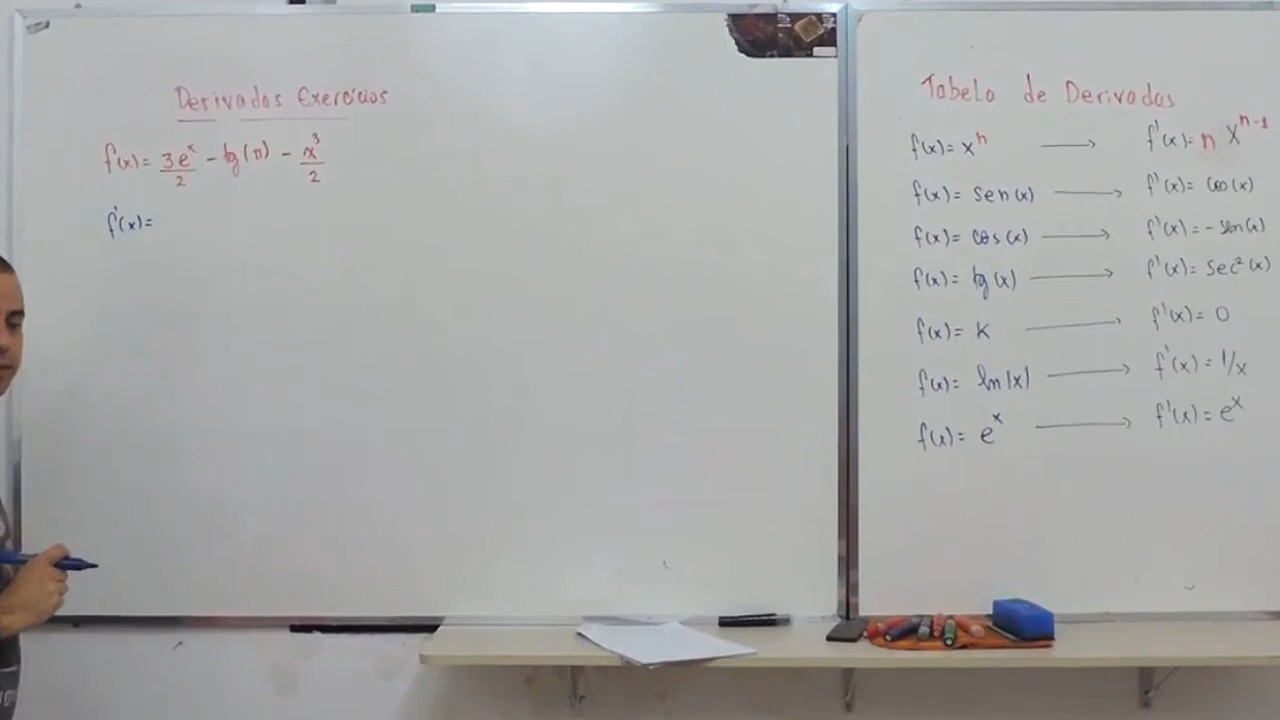 Derivadas Exercícios
f(x)= 3e^x/2 - tg(π) - x^3/2
f'(x)=
Tabela de Derivadas
f(x)= x^n → f'(x)= n x^(n-1)
f(x)= sen(x) → f'(x)= cos(x)
f(x)= cos(x) → f'(x)= -sen(x)
f(x)= tg(x) → f'(x)= sec²(x)
f(x)= K → f'(x)= 0
f(x)= ln|x| → f'(x)= 1/x
f(x)= e^x → f'(x)= e^x